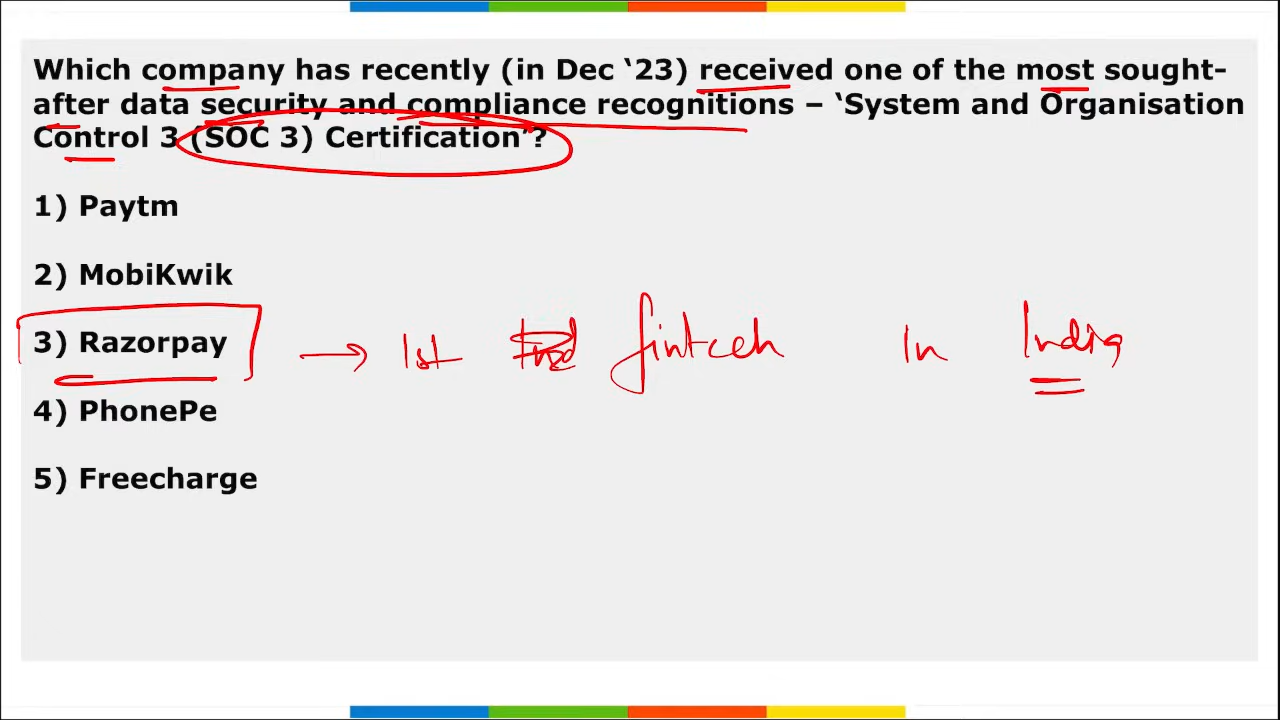 Which company has recently (in Dec ‘23) received one of the most sought-
after data security and compliance recognitions – ‘System and Organisation
Control 3 (SOC 3) Certification’?
1) Paytm
2) MobiKwik
3) Razorpay → 1st fintech In India
4) PhonePe
5) Freecharge